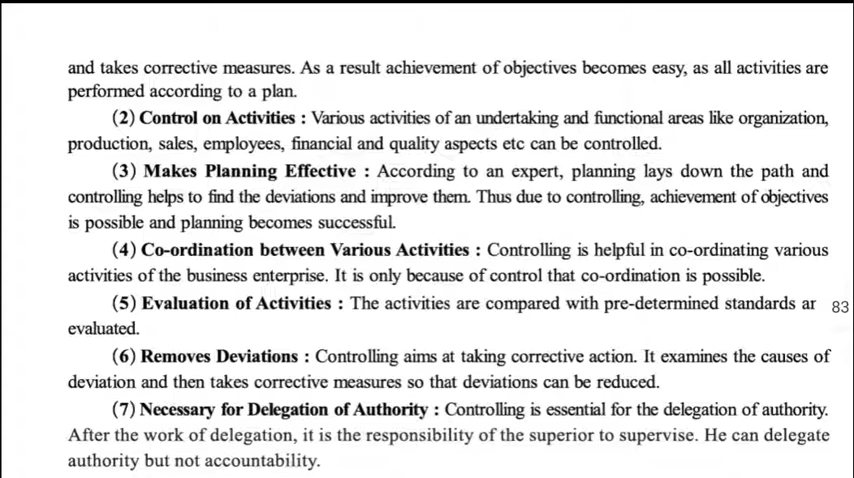 and takes corrective measures. As a result achievement of objectives becomes easy, as all activities are
performed according to a plan.
(2) Control on Activities : Various activities of an undertaking and functional areas like organization,
production, sales, employees, financial and quality aspects etc can be controlled.
(3) Makes Planning Effective : According to an expert, planning lays down the path and
controlling helps to find the deviations and improve them. Thus due to controlling, achievement of objectives
is possible and planning becomes successful.
(4) Co-ordination between Various Activities : Controlling is helpful in co-ordinating various
activities of the business enterprise. It is only because of control that co-ordination is possible.
(5) Evaluation of Activities : The activities are compared with pre-determined standards ar 83
evaluated.
(6) Removes Deviations : Controlling aims at taking corrective action. It examines the causes of
deviation and then takes corrective measures so that deviations can be reduced.
(7) Necessary for Delegation of Authority : Controlling is essential for the delegation of authority.
After the work of delegation, it is the responsibility of the superior to supervise. He can delegate
authority but not accountability.